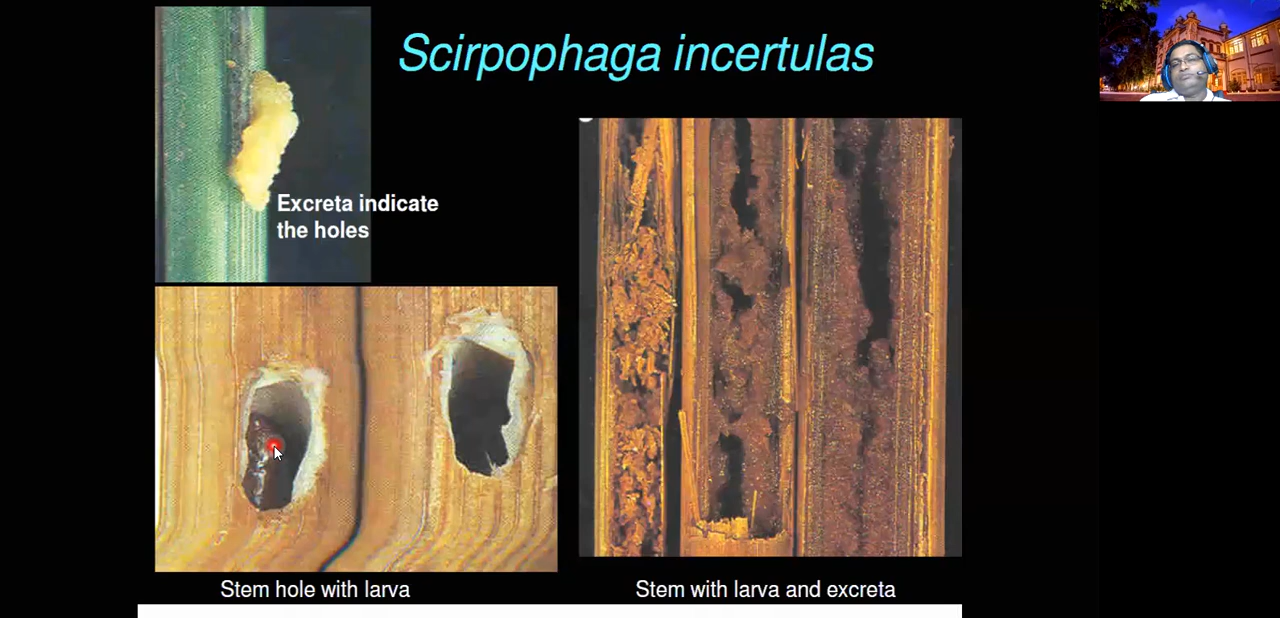 Scirpophaga incertulas
Excreta indicate
the holes
Stem hole with larva
Stem with larva and excreta